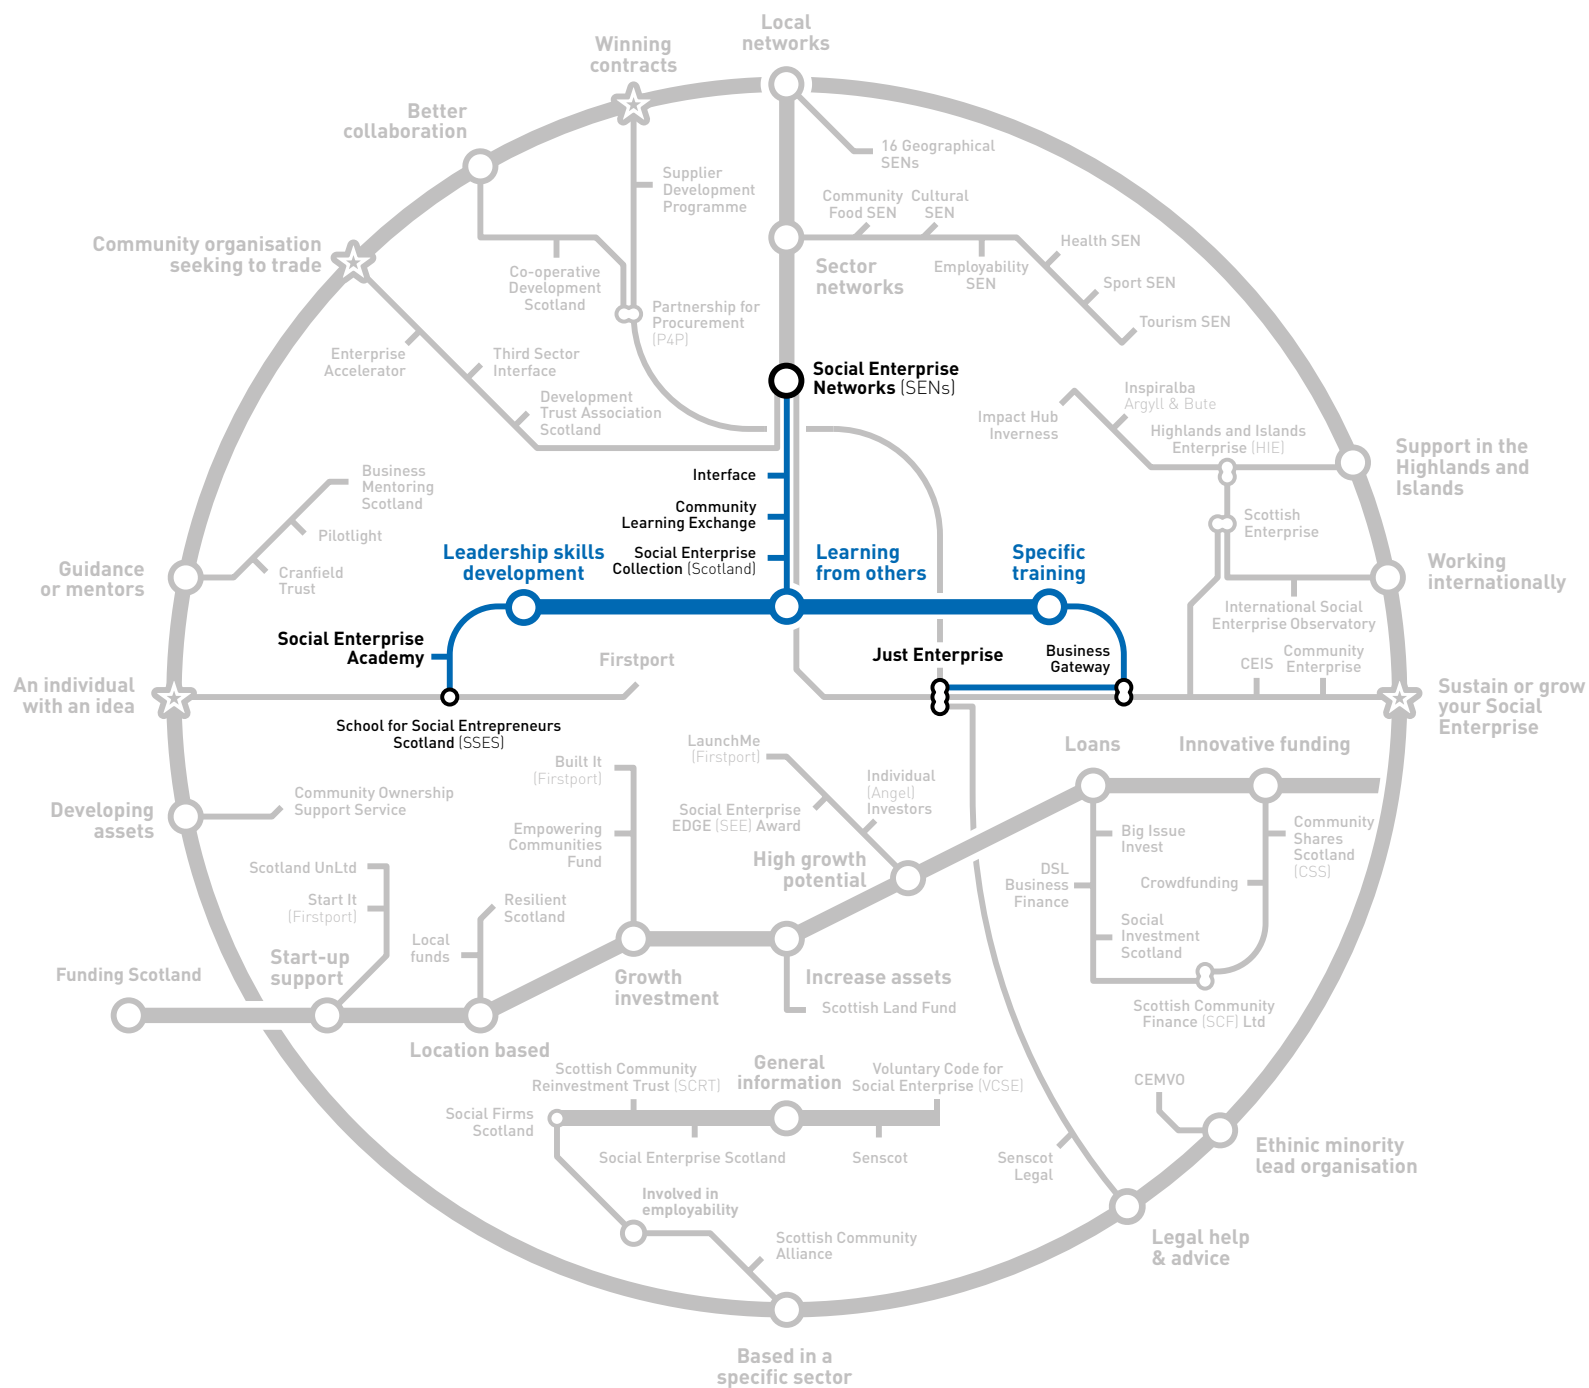 Local
networks
Winning
contracts
Better
collaboration
16 Geographical
SENs
Supplier
Development
Programme
Community
Food SEN
Cultural
SEN
Community organisation
seeking to trade
Health SEN
Co-operative
Development
Scotland
Sector
networks
Employability
SEN
Sport SEN
Partnership for
Procurement
(P4P)
Tourism SEN
Enterprise
Accelerator
Third Sector
Interface
Social Enterprise
Networks (SENs)
Development
Trust Association
Scotland
Inspiralba
Argyll & Bute
Impact Hub
Inverness
Highlands and Islands
Enterprise (HIE)
Support in the
Highlands and
Islands
Business
Mentoring
Scotland
Interface
Community
Learning Exchange
Pilotlight
Scottish
Enterprise
Social Enterprise
Collection (Scotland)
Leadership skills
development
Learning
from others
Specific
training
Guidance
or mentors
Cranfield
Trust
Working
internationally
International Social
Enterprise Observatory
Social Enterprise
Academy
Firstport
Just Enterprise
Business
Gateway
CEIS
Community
Enterprise
An individual
with an idea
Sustain or grow
your Social
Enterprise
School for Social Entrepreneurs
Scotland (SSES)
LaunchMe
(Firstport)
Loans
Innovative funding
Built It
(Firstport)
Individual
(Angel)
Investors
Community Ownership
Support Service
Developing
assets
Social Enterprise
EDGE (SEE) Award
Empowering
Communities
Fund
Big Issue
Invest
Community
Shares
Scotland
(CSS)
High growth
potential
Scotland UnLtd
DSL
Business
Finance
Crowdfunding
Start It
(Firstport)
Resilient
Scotland
Social
Investment
Scotland
Local
funds
Start-up
support
Funding Scotland
Growth
investment
Increase assets
Scottish Land Fund
Scottish Community
Finance (SCF) Ltd
Location based
Scottish Community
Reinvestment Trust (SCRT)
General
information
Voluntary Code for
Social Enterprise (VCSE)
CEMVO
Social Firms
Scotland
Social Enterprise Scotland
Senscot
Senscot
Legal
Ethinic minority
lead organisation
Involved in
employability
Scottish Community
Alliance
Legal help
& advice
Based in a
specific sector